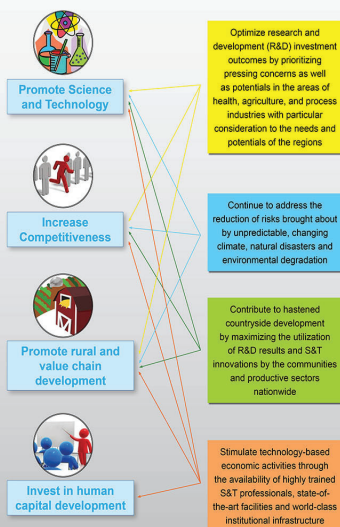 Promote Science
and Technology
Increase
Competitiveness
Promote rural and
value chain
development
Invest in human
capital development
Optimize research and
development (R&D) investment
outcomes by prioritizing
pressing concerns as well
as potentials in the areas of
health, agriculture, and process
industries with particular
consideration to the needs and
potentials of the regions
Continue to address the
reduction of risks brought about
by unpredictable, changing
climate, natural disasters and
environmental degradation
Contribute to hastened
countryside development
by maximizing the utilization
of R&D results and S&T
innovations by the communities
and productive sectors
nationwide
Stimulate technology-based
economic activities through
the availability of highly trained
S&T professionals, state-of-
the-art facilities and world-class
institutional infrastructure